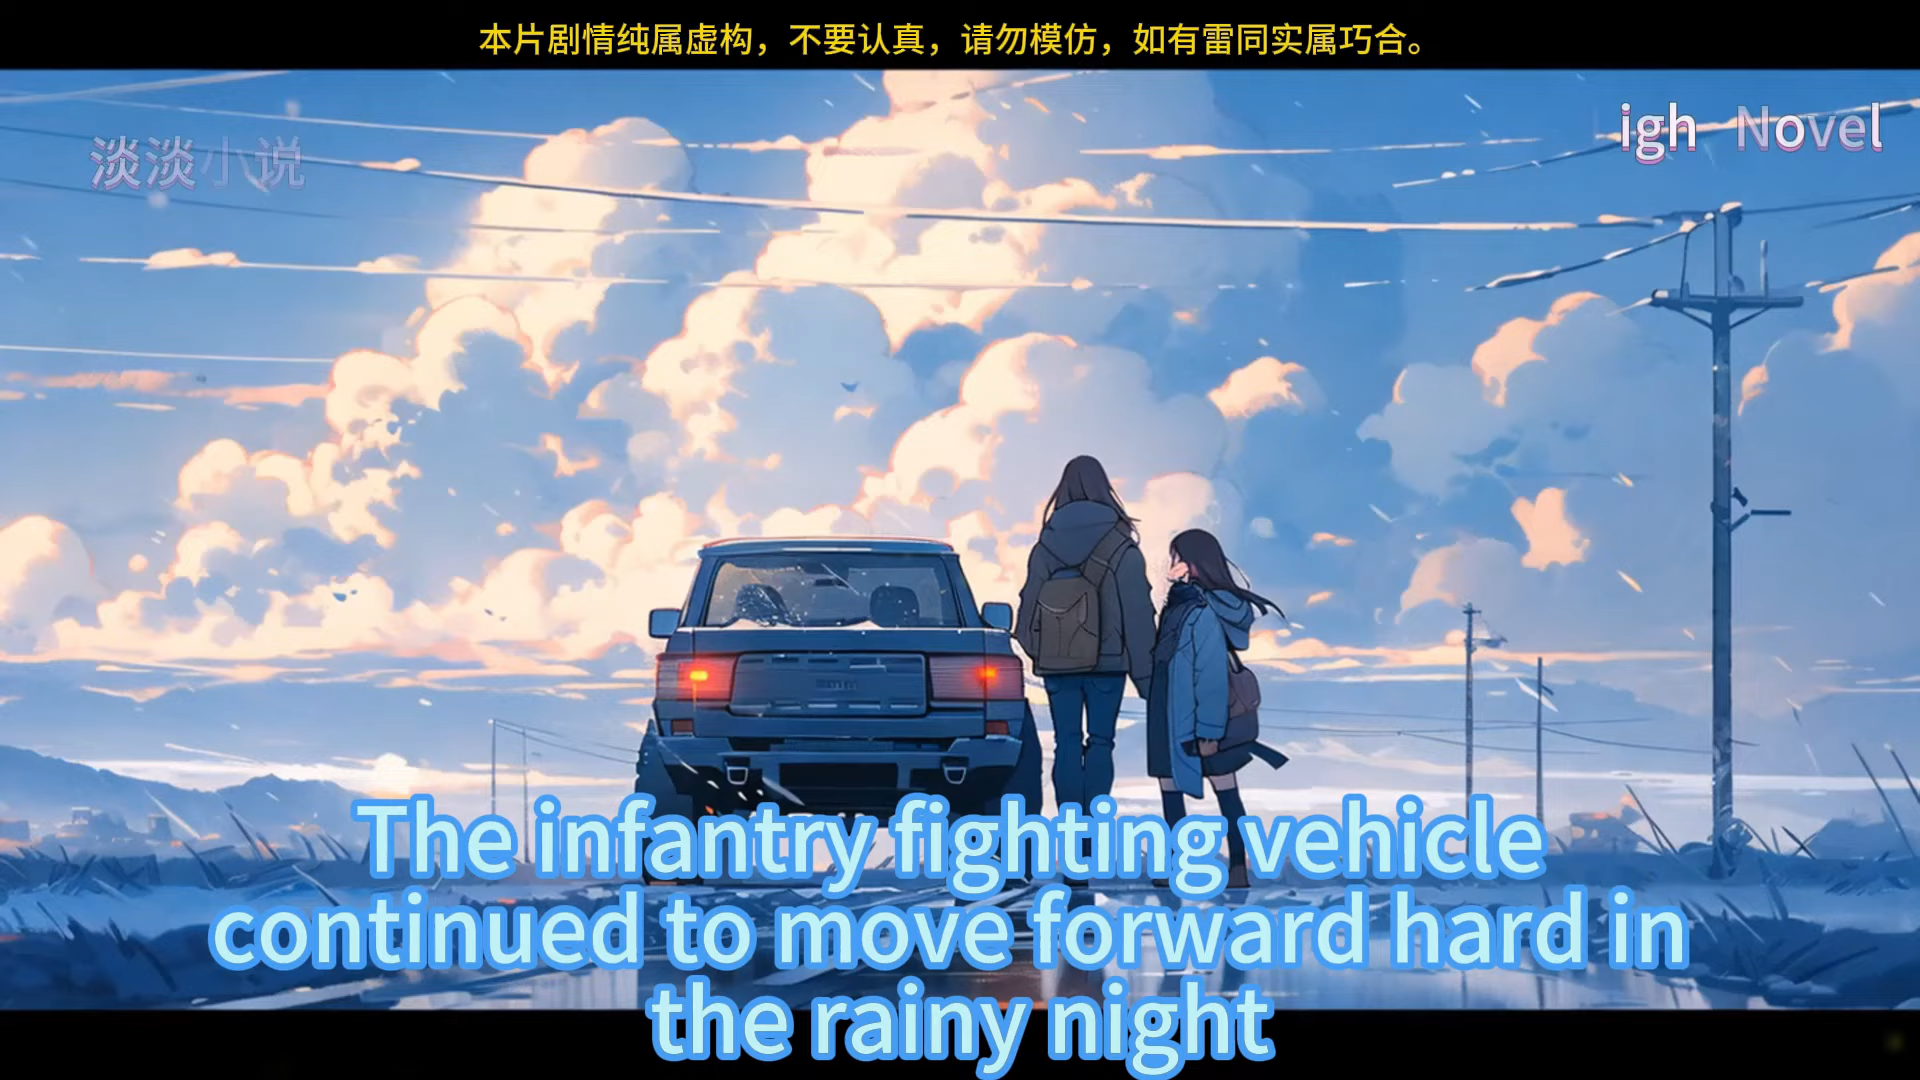 本片剧情纯属虚构，不要认真，请勿模仿，如有雷同实属巧合。
淡淡小说
igh Novel
The infantry fighting vehicle
continued to move forward hard in
the rainy night